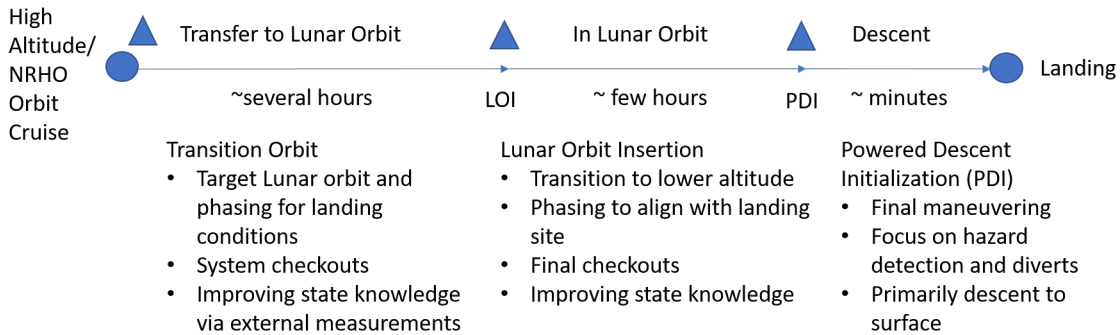 High
Altitude/
NRHO
Orbit
Cruise
Transfer to Lunar Orbit
In Lunar Orbit
Descent
Landing
~several hours
LOI
~ few hours
PDI
~ minutes
Transition Orbit
• Target Lunar orbit and
phasing for landing
conditions
• System checkouts
• Improving state knowledge
via external measurements
Lunar Orbit Insertion
• Transition to lower altitude
• Phasing to align with landing
site
• Final checkouts
• Improving state knowledge
Powered Descent
Initialization (PDI)
• Final maneuvering
• Focus on hazard
detection and diverts
• Primarily descent to
surface